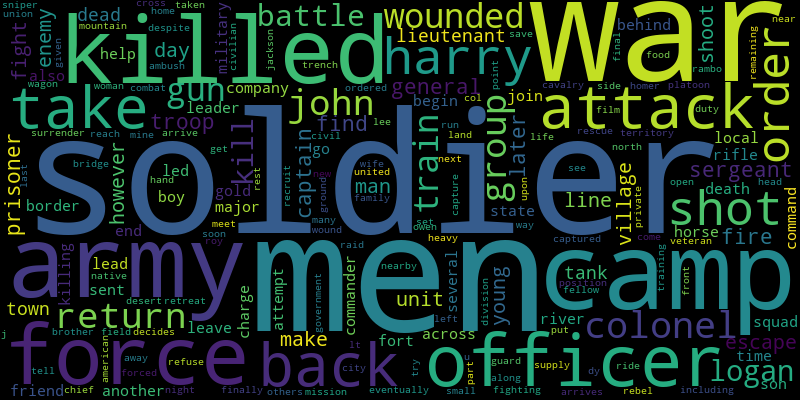 sniper
union
dead
mountain
cross
home
taken
despite
ambush
fight
enemy
also
wagon
woman
killed
battle
day
help
military
civilian
jackson
trench
wounded
lieutenant
harry
war
behind
shoot
save
final
film
food
near
remaining
rambo
take
gun
leader
troop
company
john
find
general
begin
col
join
attack
order
cavalry
side
homer
platoon
duty
rescue
territory
surrender
reach
mine
arrive
combat
given
ordered
point
run
land
life
local
rifle
prisoner
bridge
last
however
led
boy
border
get
hand
kill
gold
major
rest
recruit
captain
civil
go
lee
wife
united
man
family
train
next
capture
group
later
upon
state
north
line
see
village
private
sergeant
open
death
head
horse
command
soldier
shot
fire
end
meet
soon
roy
new
ground
many
wound
owen
set
way
heavy
captured
come
veteran
army
men
camp
killing
lead
native
sent
desert
retreat
town
return
leave
charge
attempt
raid
government
commander
nearby
left
unit
several
division
young
tank
fellow
position
training
front
river
squad
brother
field
decides
make
fort
across
put
colonel
escape
j
force
american
away
refuse
back
lt
city
try
u
part
guard
along
supply
ride
dy
officer
logan
time
son
tell
friend
chief
another
forced
night
finally
others
mission
eventually
small
fighting
arrives
rebel
including